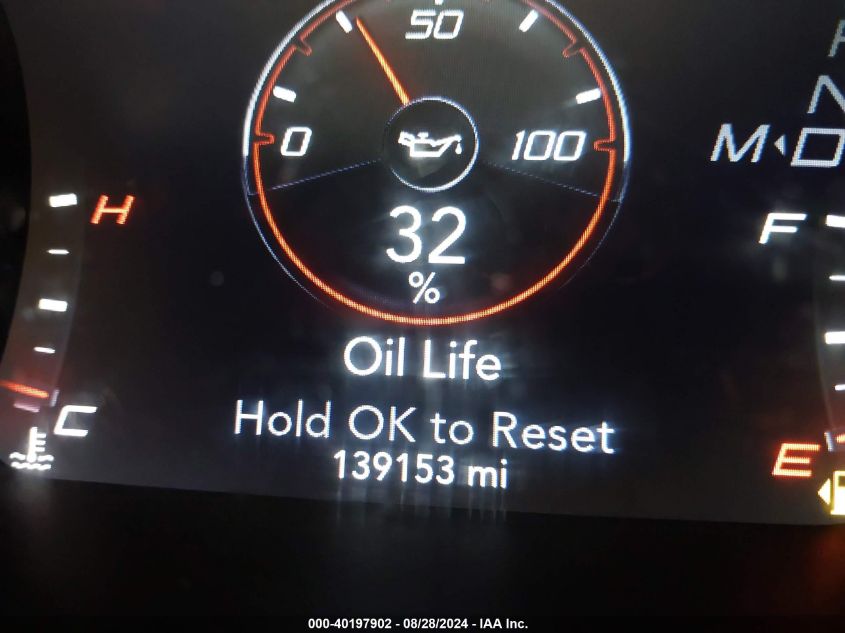 50
0
100
N
M D
H
F
32
%
Oil Life
C
Hold OK to Reset
E
139153 mi
000-40197902 - 08/28/2024 - IAA Inc.